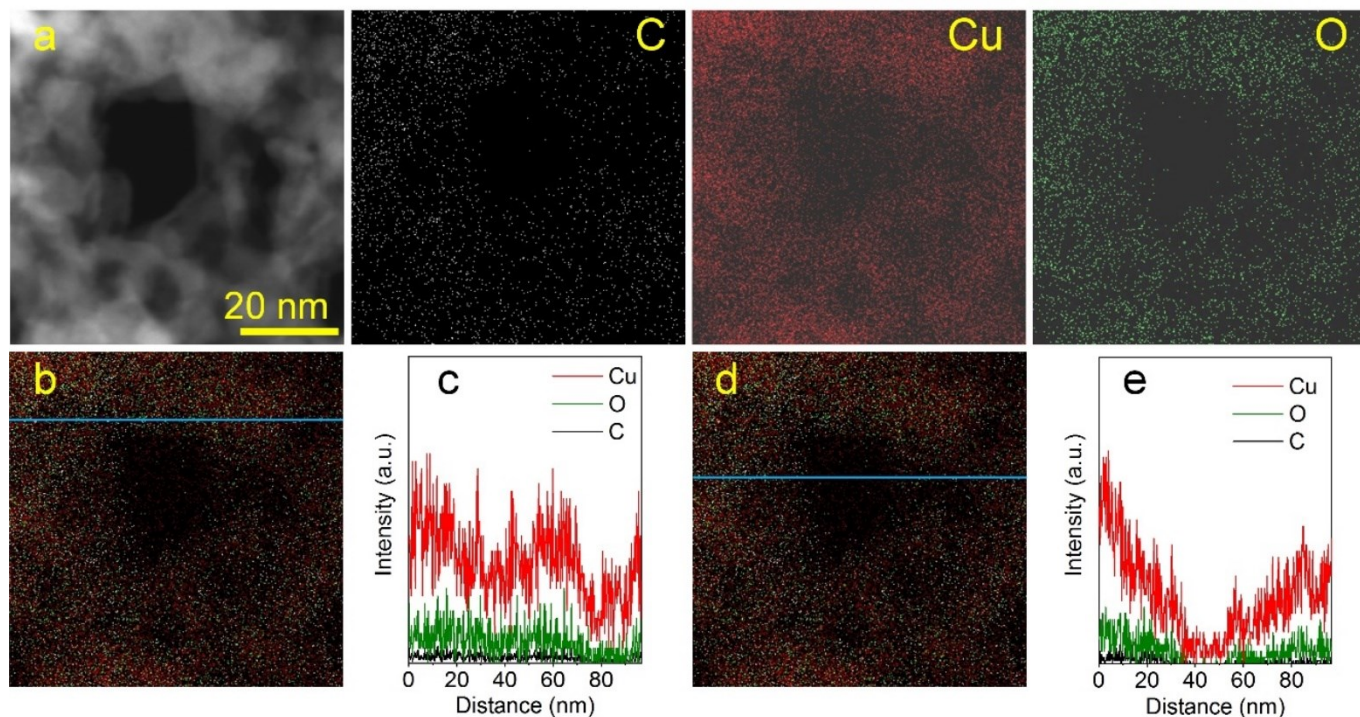 a
C
Cu
O
20 nm
b
c
Cu
O
C
Intensity (a.u.)
0 20 40 60 80
Distance (nm)
d
e
Cu
O
C
Intensity (a.u.)
0 20 40 60 80
Distance (nm)